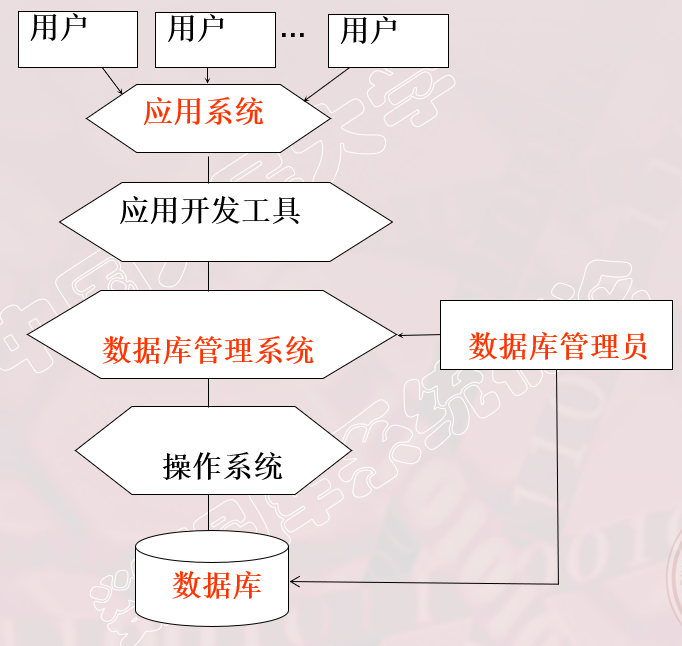 用户 用户 … 用户
应用系统
应用开发工具
数据库管理系统
数据库管理员
操作系统
数据库